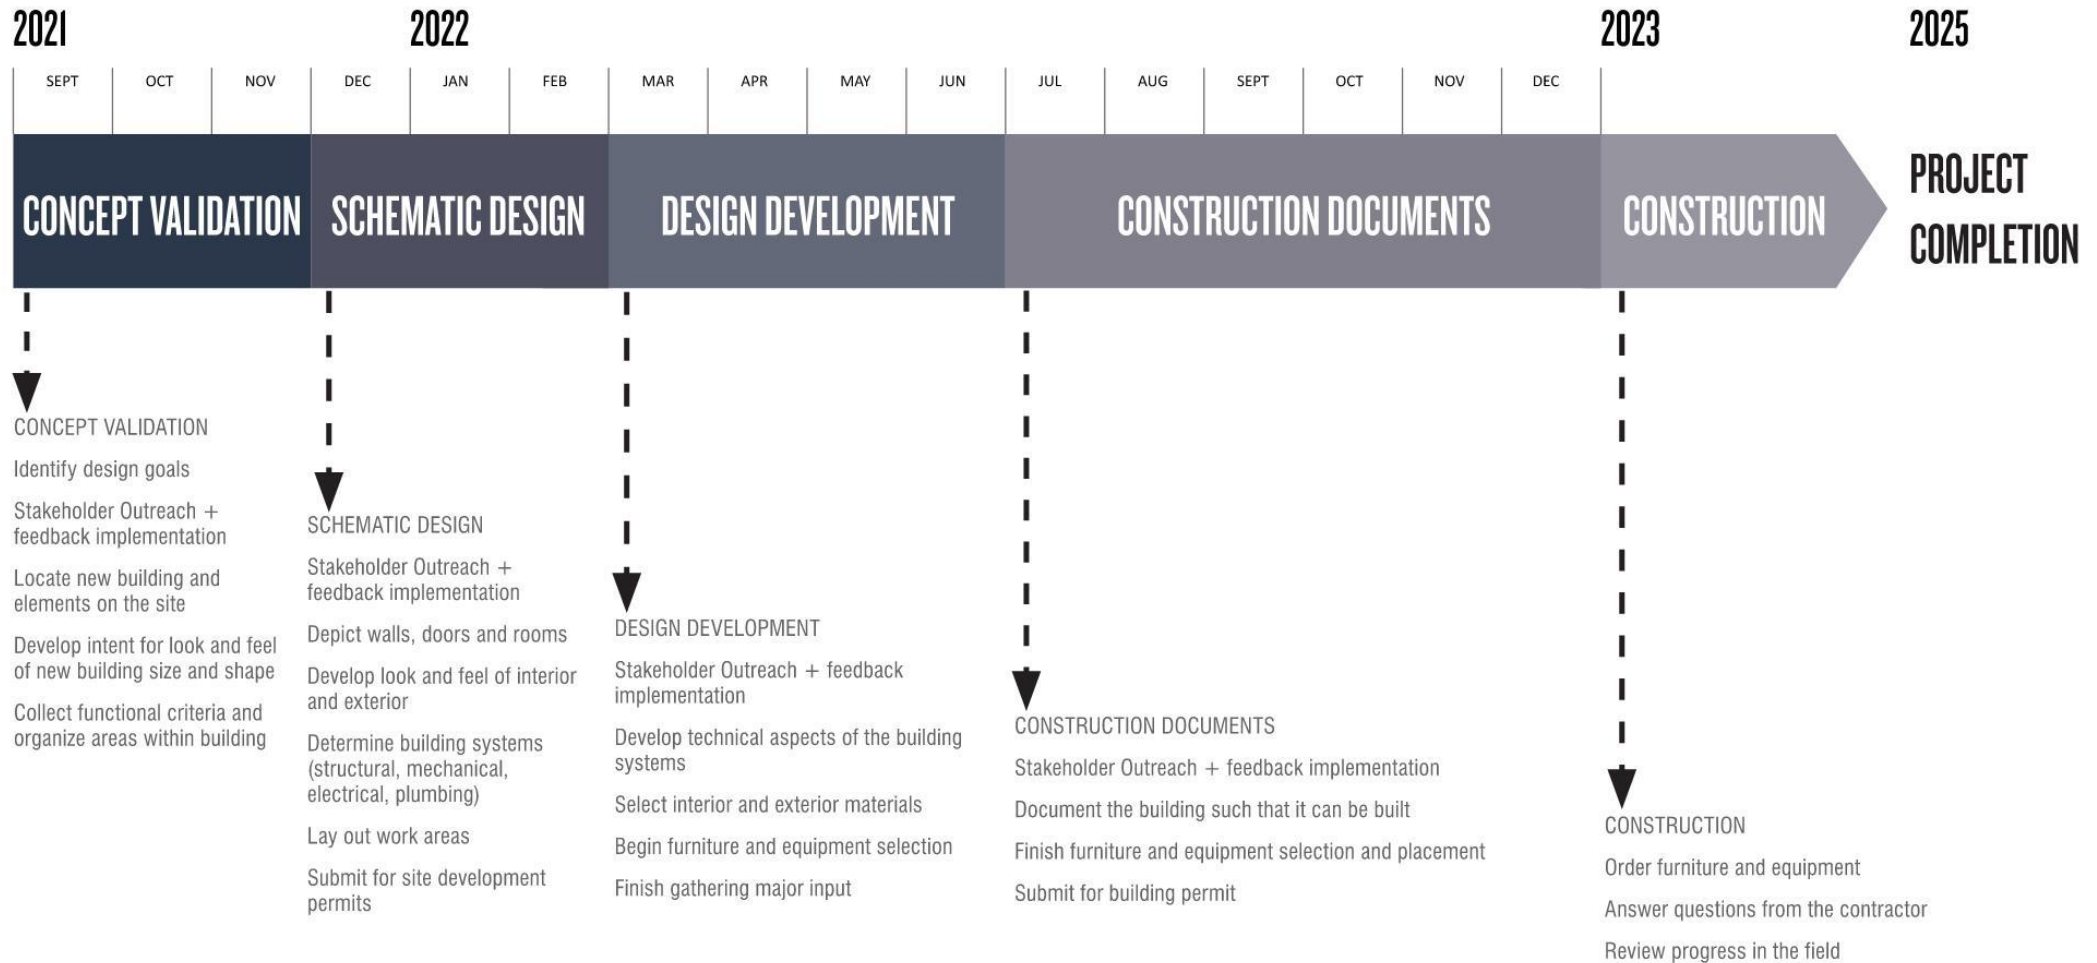 2021
2022
2023
2025
SEPT
OCT
NOV
DEC
JAN
FEB
MAR
APR
MAY
JUN
JUL
AUG
SEPT
OCT
NOV
DEC
CONCEPT VALIDATION
SCHEMATIC DESIGN
DESIGN DEVELOPMENT
CONSTRUCTION DOCUMENTS
CONSTRUCTION
PROJECT
COMPLETION
CONCEPT VALIDATION
Identify design goals
Stakeholder Outreach +
feedback implementation
Locate new building and
elements on the site
Develop intent for look and feel
of new building size and shape
Collect functional criteria and
organize areas within building
SCHEMATIC DESIGN
Stakeholder Outreach +
feedback implementation
Depict walls, doors and rooms
Develop look and feel of interior
and exterior
Determine building systems
(structural, mechanical,
electrical, plumbing)
Lay out work areas
Submit for site development
permits
DESIGN DEVELOPMENT
Stakeholder Outreach + feedback
implementation
Develop technical aspects of the building
systems
Select interior and exterior materials
Begin furniture and equipment selection
Finish gathering major input
CONSTRUCTION DOCUMENTS
Stakeholder Outreach + feedback implementation
Document the building such that it can be built
Finish furniture and equipment selection and placement
Submit for building permit
CONSTRUCTION
Order furniture and equipment
Answer questions from the contractor
Review progress in the field